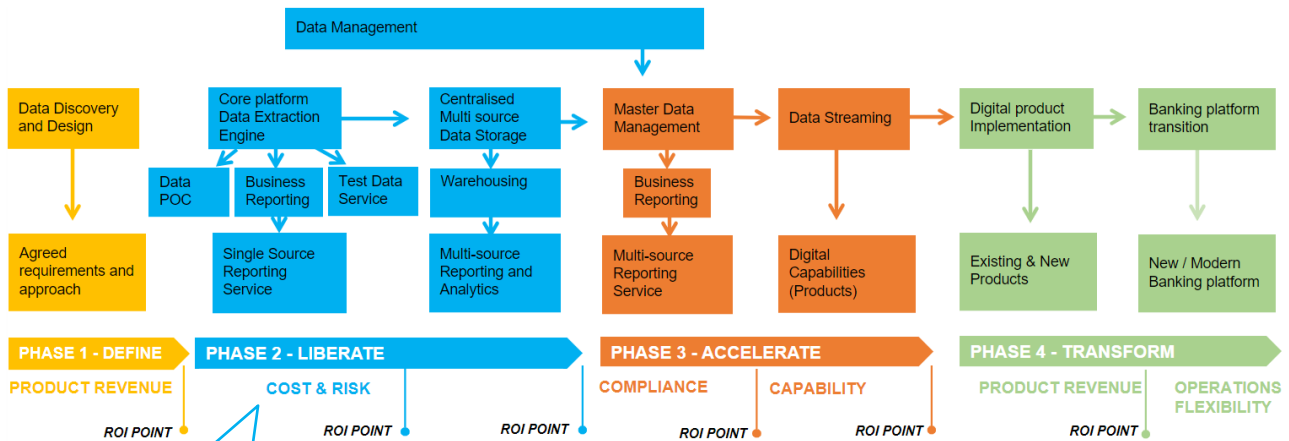 Data Management
Data Discovery
and Design
Core platform
Data Extraction
Engine
Centralised
Multi source
Data Storage
Master Data
Management
Data Streaming
Digital product
Implementation
Banking platform
transition
Data
POC
Business
Reporting
Test Data
Service
Warehousing
Business
Reporting
Agreed
requirements and
approach
Single Source
Reporting
Service
Multi-source
Reporting and
Analytics
Multi-source
Reporting
Service
Digital
Capabilities
(Products)
Existing & New
Products
New / Modern
Banking platform
PHASE 1 - DEFINE
PHASE 2 - LIBERATE
PHASE 3 - ACCELERATE
PHASE 4 - TRANSFORM
PRODUCT REVENUE
COST & RISK
COMPLIANCE
CAPABILITY
PRODUCT REVENUE
OPERATIONS
FLEXIBILITY
ROI POINT
ROI POINT
ROI POINT
ROI POINT
ROI POINT
ROI POINT